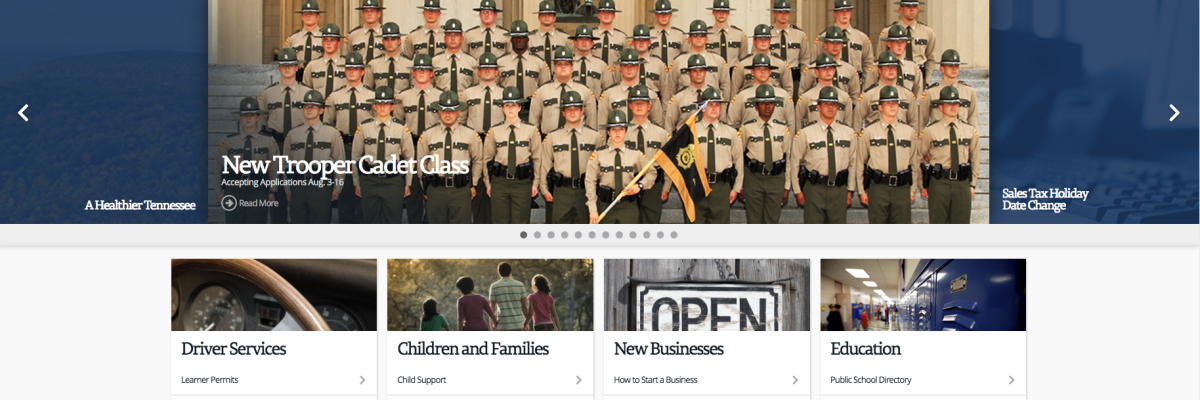 New Trooper Cadet Class
Accepting Applications Aug. 3-16
Read More
A Healthier Tennessee
Sales Tax Holiday
Date Change
OPEN
Driver Services
Children and Families
New Businesses
Education
Learner Permits
Child Support
How to Start a Business
Public School Directory